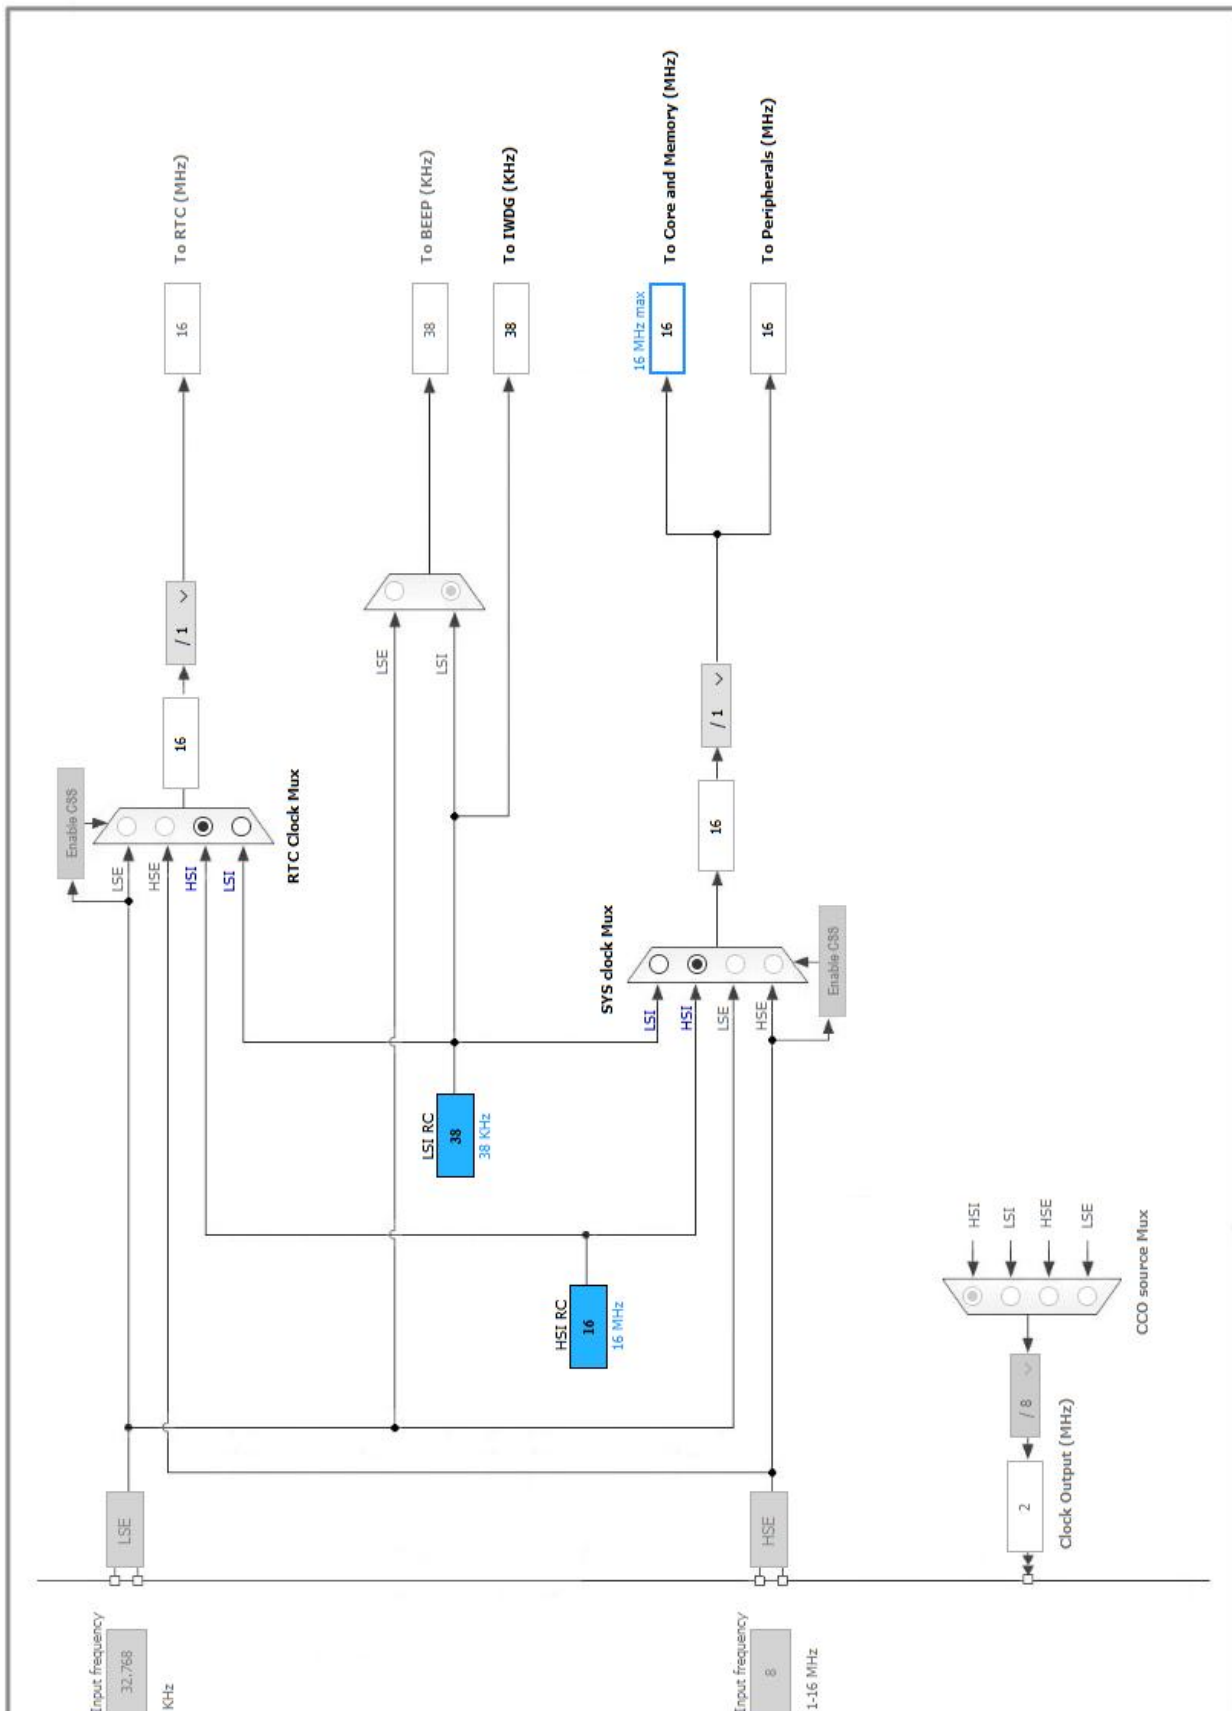 Enable CSS
Input frequency
32.768
KHz
LSE
LSE
HSE
HSI
LSI
RTC Clock Mux
16
/ 1
16
To RTC (MHz)
LSE
LSI
38
To BEEP (KHz)
38
To IWDG (KHz)
LSI RC
38
38 KHz
HSI RC
16
16 MHz
SYS clock Mux
LSI
HSI
LSE
HSE
Enable CSS
16
/ 1
16 MHz max
16
To Core and Memory (MHz)
16
To Peripherals (MHz)
Input frequency
8
1-16 MHz
HSE
HSI
LSI
HSE
LSE
CCO source Mux
/ 8
2
Clock Output (MHz)